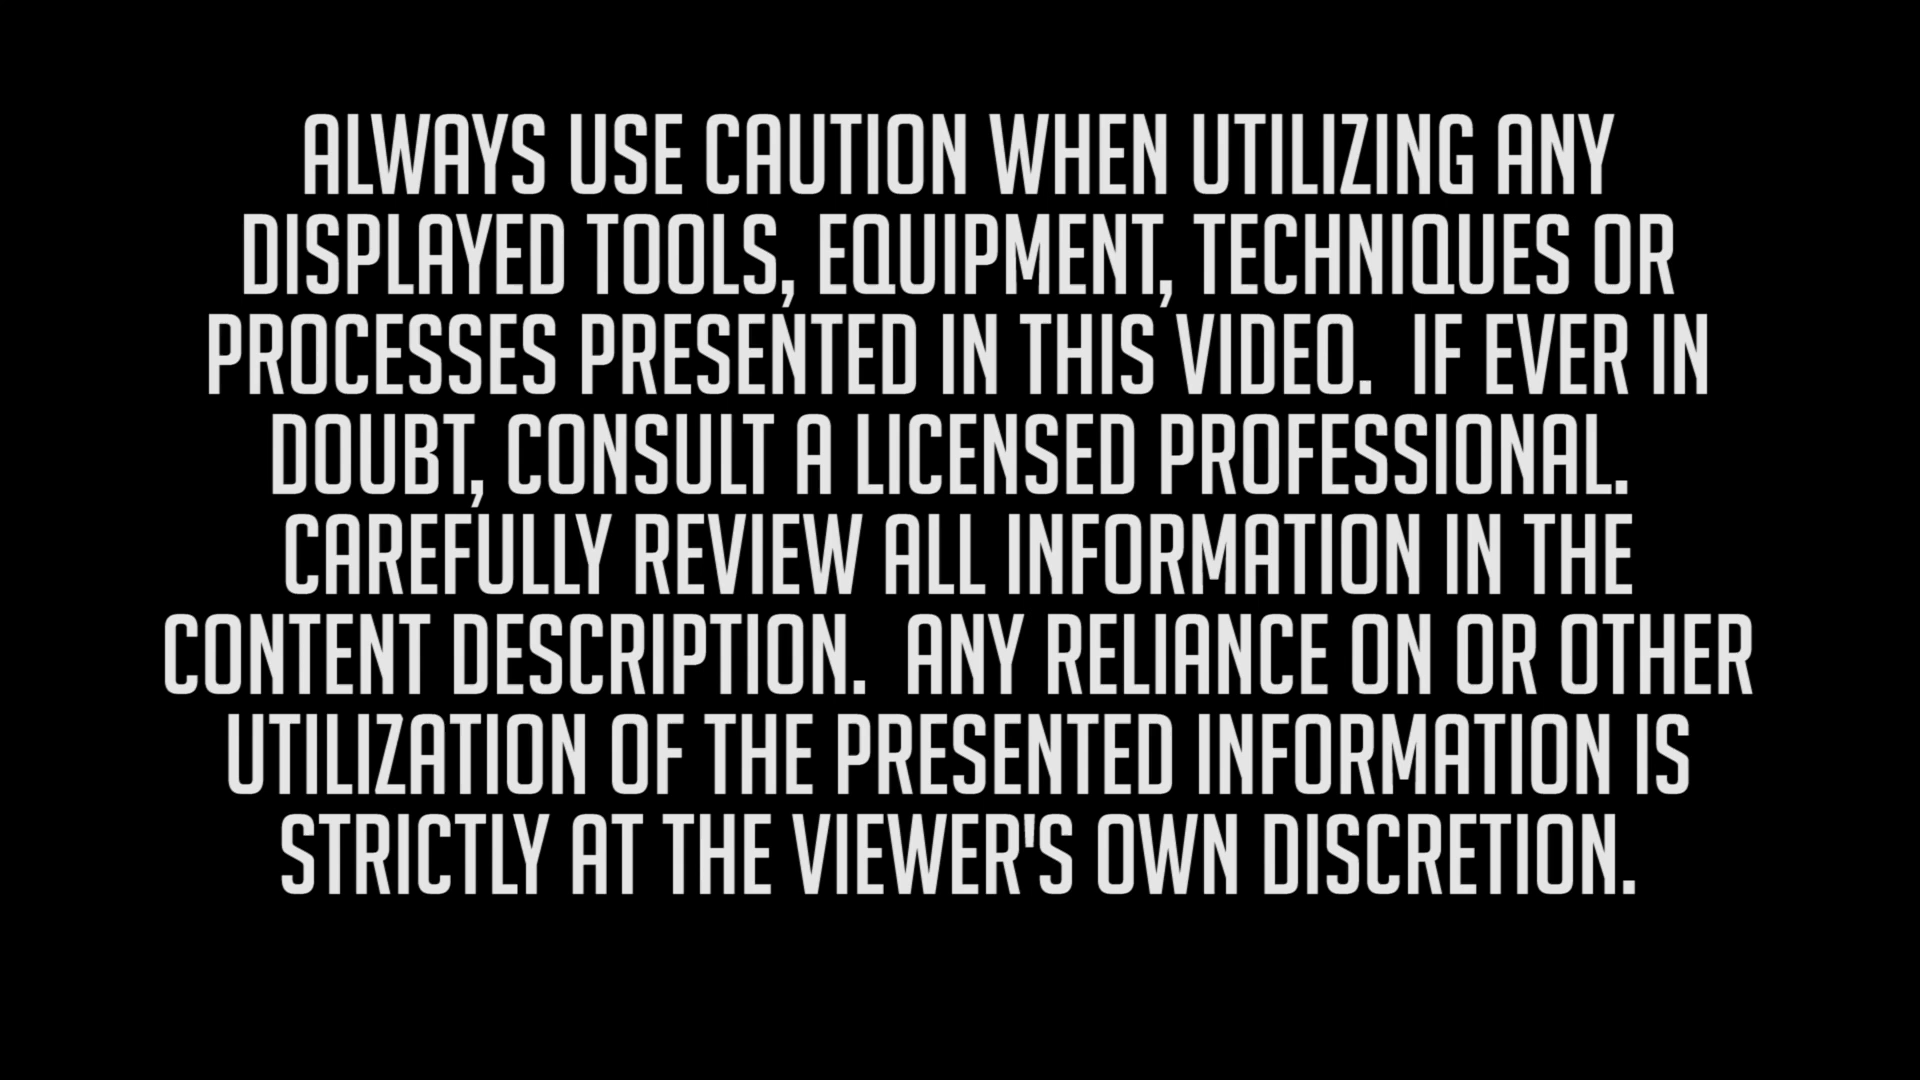 ALWAYS USE CAUTION WHEN UTILIZING ANY
DISPLAYED TOOLS, EQUIPMENT, TECHNIQUES OR
PROCESSES PRESENTED IN THIS VIDEO.  IF EVER IN
DOUBT, CONSULT A LICENSED PROFESSIONAL.
CAREFULLY REVIEW ALL INFORMATION IN THE
CONTENT DESCRIPTION.  ANY RELIANCE ON OR OTHER
UTILIZATION OF THE PRESENTED INFORMATION IS
STRICTLY AT THE VIEWER'S OWN DISCRETION.